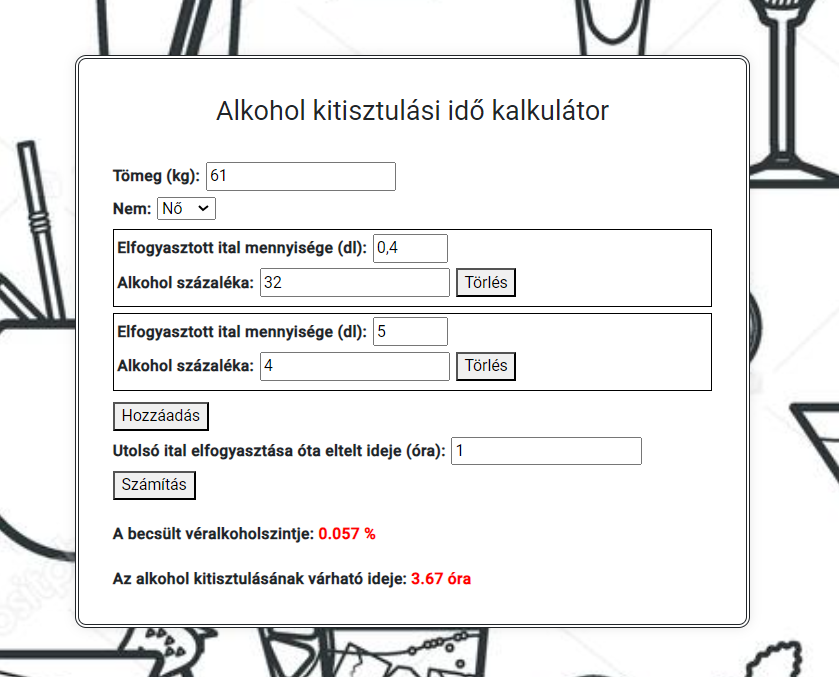 Alkohol kitisztulási idő kalkulátor
Tömeg (kg): 61
Nem: Nő
Elfogyasztott ital mennyisége (dl): 0,4
Alkohol százaléka: 32 Törlés
Elfogyasztott ital mennyisége (dl): 5
Alkohol százaléka: 4 Törlés
Hozzáadás
Utolsó ital elfogyasztása óta eltelt ideje (óra): 1
Számítás
A becsült véralkoholszintje: 0.057 %
Az alkohol kitisztulásának várható ideje: 3.67 óra